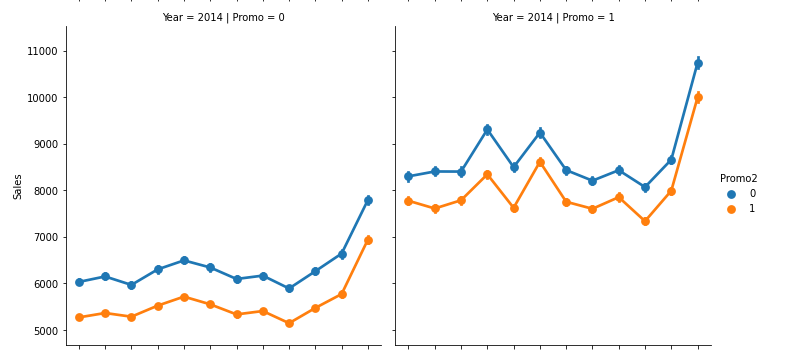 Year = 2014 | Promo = 0
Year = 2014 | Promo = 1
11000
10000
9000
8000
7000
6000
5000
Sales
Promo2
0
1